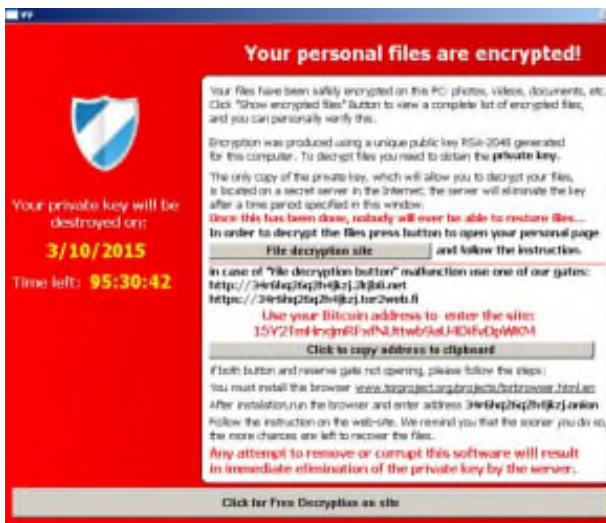 Your personal files are encrypted!
Your files have been safely encrypted on this PC: photos, videos, documents, etc.
Click "Show encrypted files" Button to view a complete list of encrypted files,
and you can personally verify this.
Encryption was produced using a unique public key RSA-2048 generated
for this computer. To decrypt files you need to obtain the private key.
The only copy of the private key, which will allow you to decrypt your files,
is located on a secret server in the Internet; the server will eliminate the key
after a time period specified in this window.
Once this has been done, nobody will ever be able to restore files...
In order to decrypt the files press button to open your personal page
File decryption site and follow the instruction.
Your private key will be
destroyed on:
3/10/2015
Time left: 95:30:42
in case of "File decryption button" malfunction use one of our gates:
Use your Bitcoin address to enter the site:
Click to copy address to clipboard
if both button and reserve gate not opening, please follow the steps:
You must install the browser www.torproject.org/projects/torbrowser.html.en
After instalation,run the browser and enter address
Follow the instruction on the web-site. We remind you that the sooner you do so,
the more chances are left to recover the files.
Any attempt to remove or corrupt this software will result
in immediate elimination of the private key by the server.
Click for Free Decryption on site